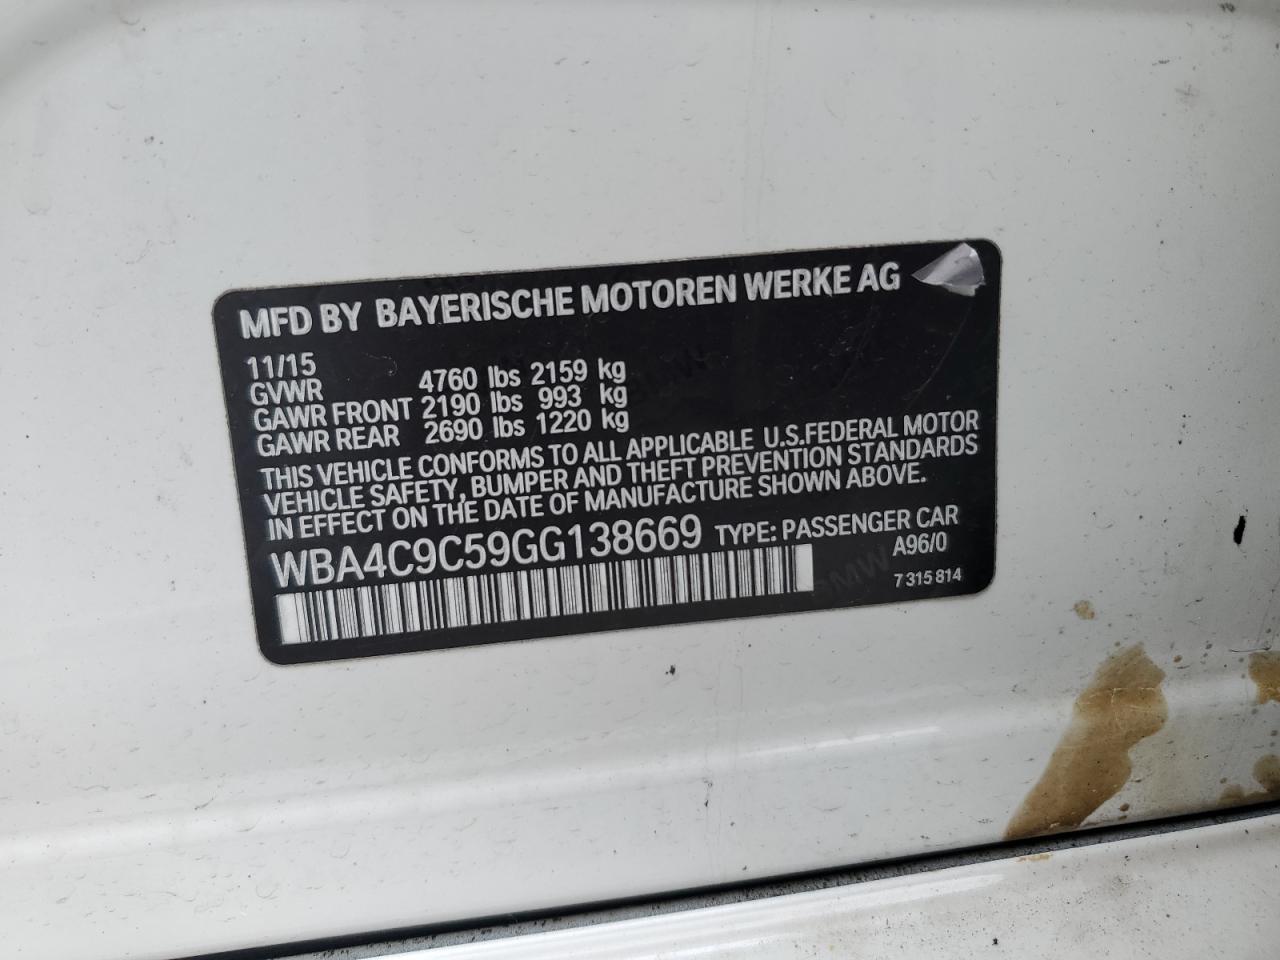 MFD BY BAYERISCHE MOTOREN WERKE AG
11/15
GVWR 4760 lbs 2159 kg
GAWR FRONT 2190 lbs 993 kg
GAWR REAR 2690 lbs 1220 kg
THIS VEHICLE CONFORMS TO ALL APPLICABLE U.S.FEDERAL MOTOR
VEHICLE SAFETY, BUMPER AND THEFT PREVENTION STANDARDS
IN EFFECT ON THE DATE OF MANUFACTURE SHOWN ABOVE.
WBA4C9C59GG138669 TYPE: PASSENGER CAR
A96/0
7 315 814